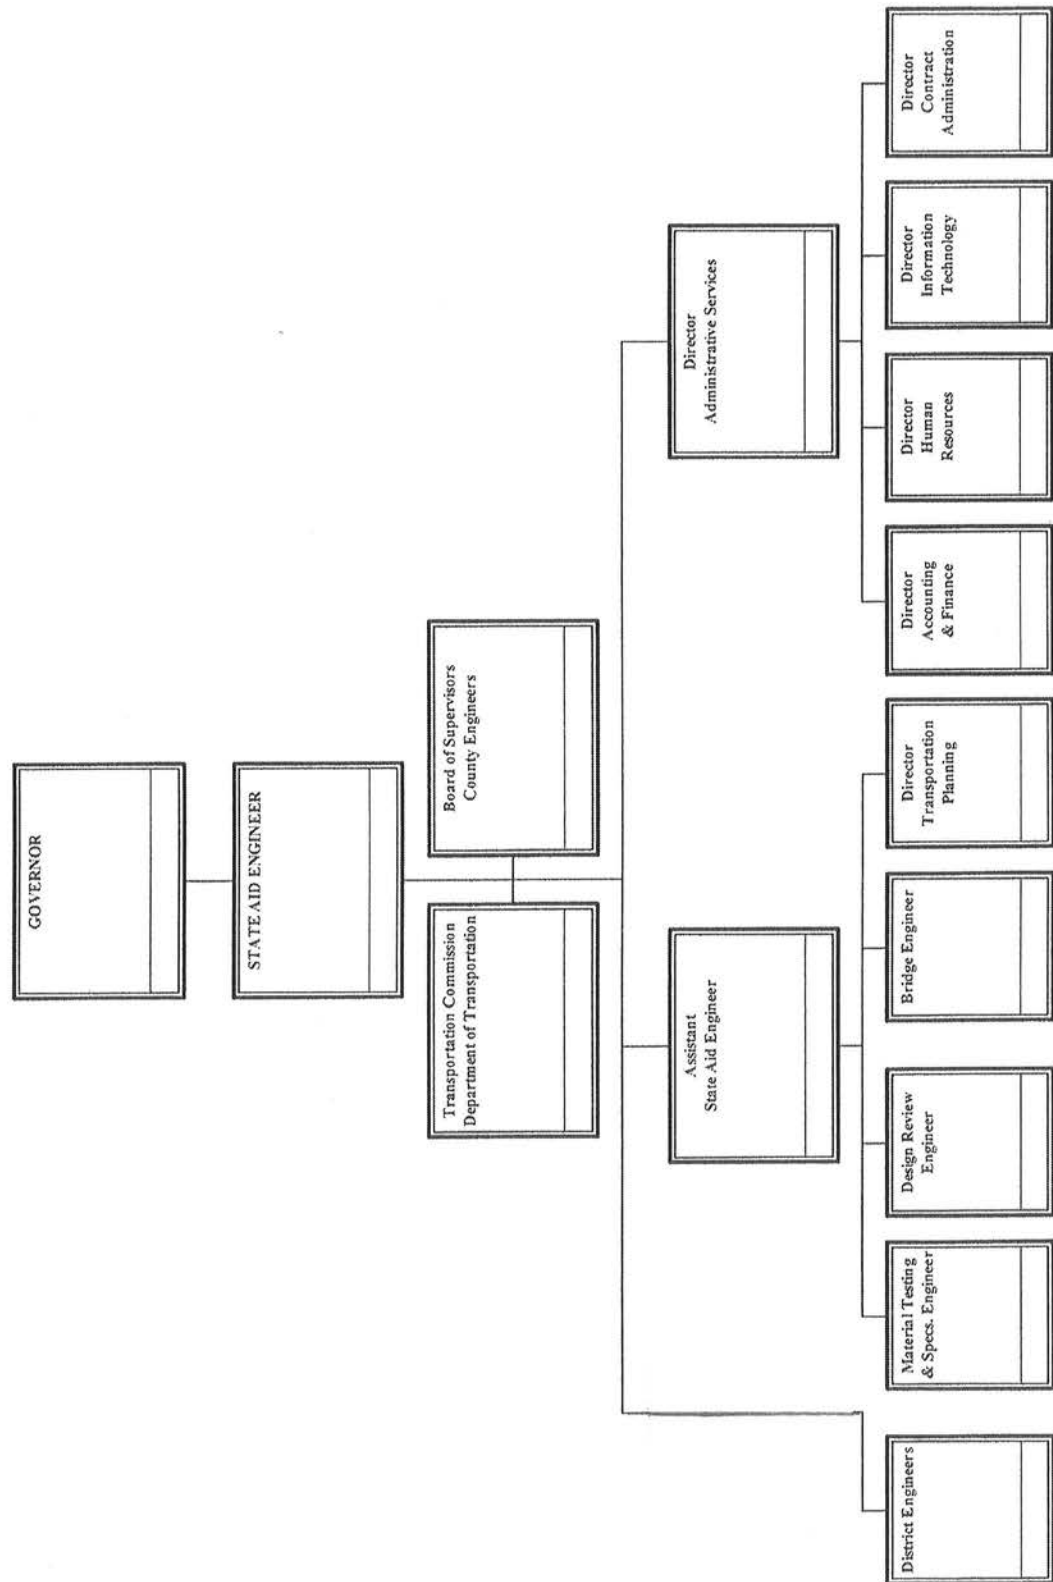 GOVERNOR
STATE AID ENGINEER
Transportation Commission
Department of Transportation
Board of Supervisors
County Engineers
Assistant
State Aid Engineer
Director
Administrative Services
District Engineers
Material Testing
& Specs. Engineer
Design Review
Engineer
Bridge Engineer
Director
Transportation
Planning
Director
Accounting
& Finance
Director
Human
Resources
Director
Information
Technology
Director
Contract
Administration